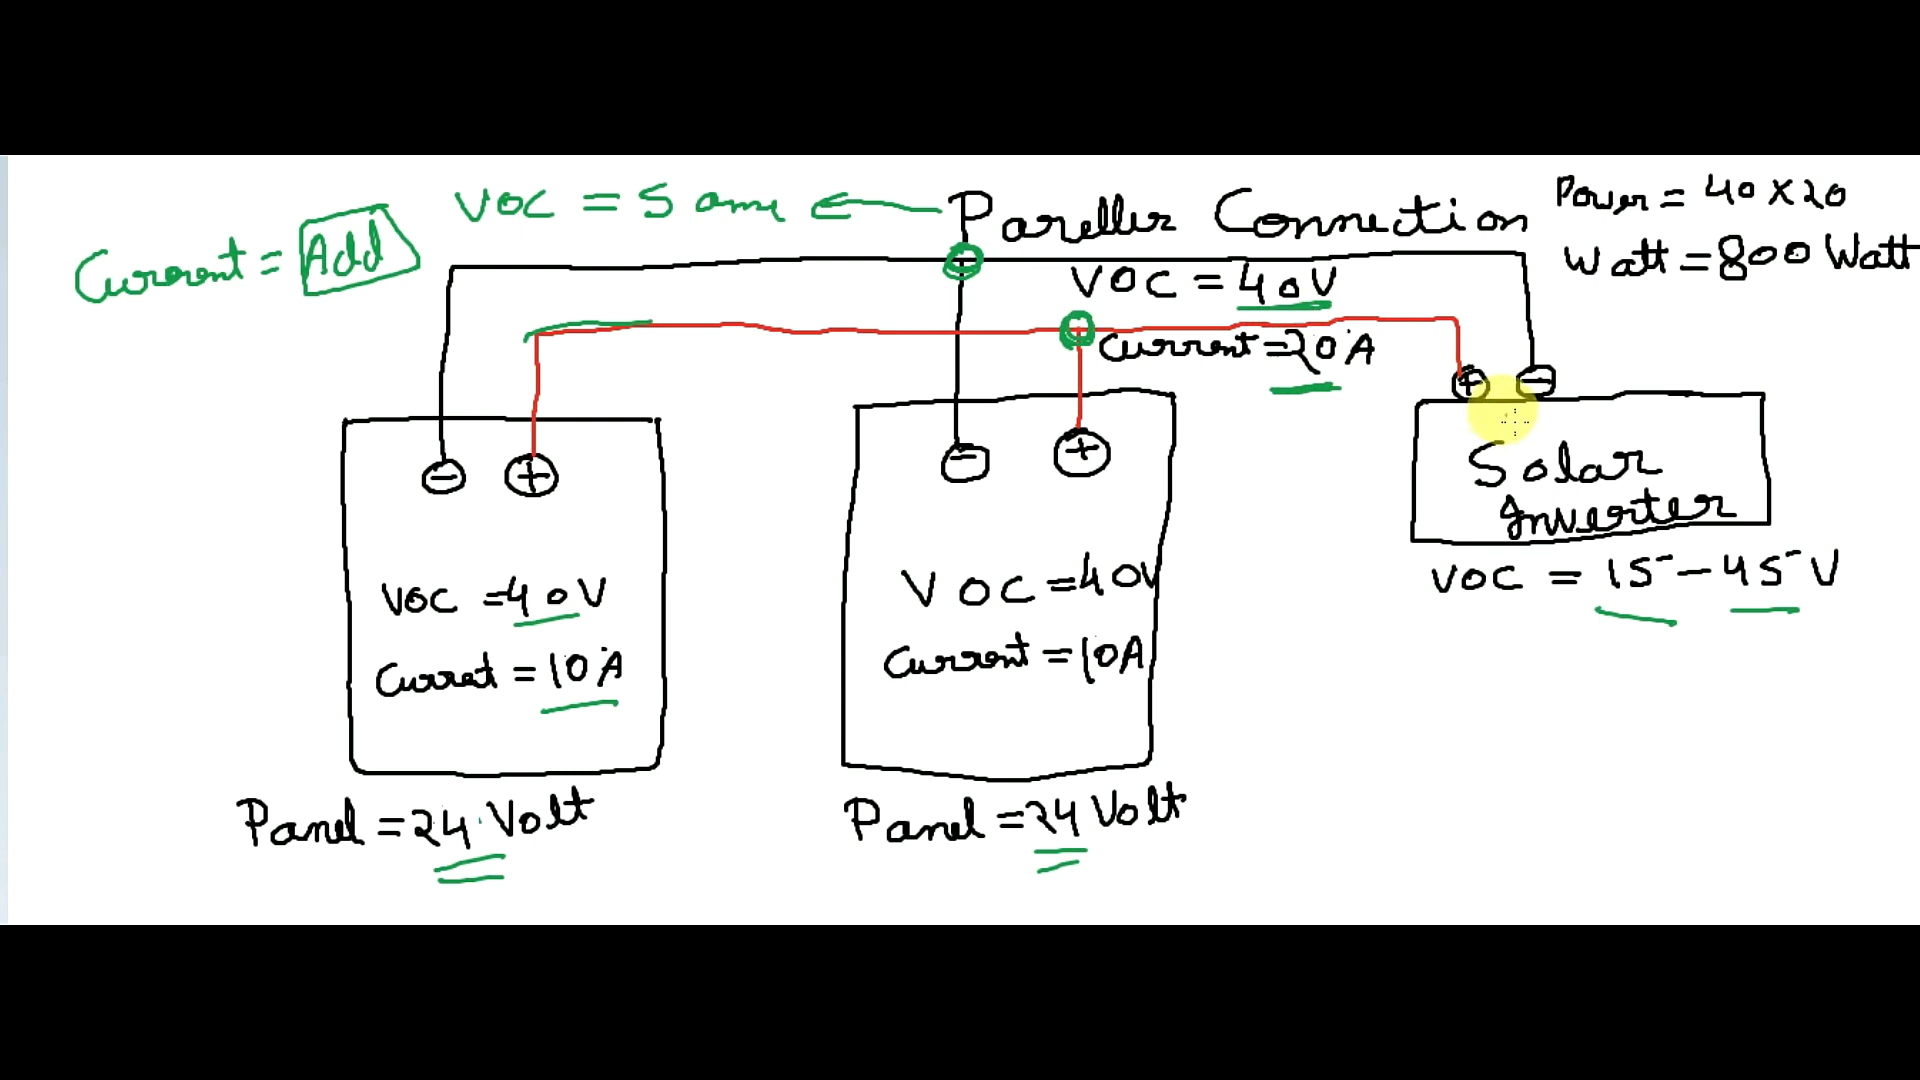 VOC = Same ← Pareller Connection
Power = 40 X 20
Current = Add
Watt = 800 Watt
VOC = 40V
Current = 20A
+ -
- +
- +
Solar
Inverter
VOC = 40V
Curret = 10A
VOC = 40V
Current = 10A
VOC = 15 - 45 V
Panel = 24 Volt
Panel = 24 Volt